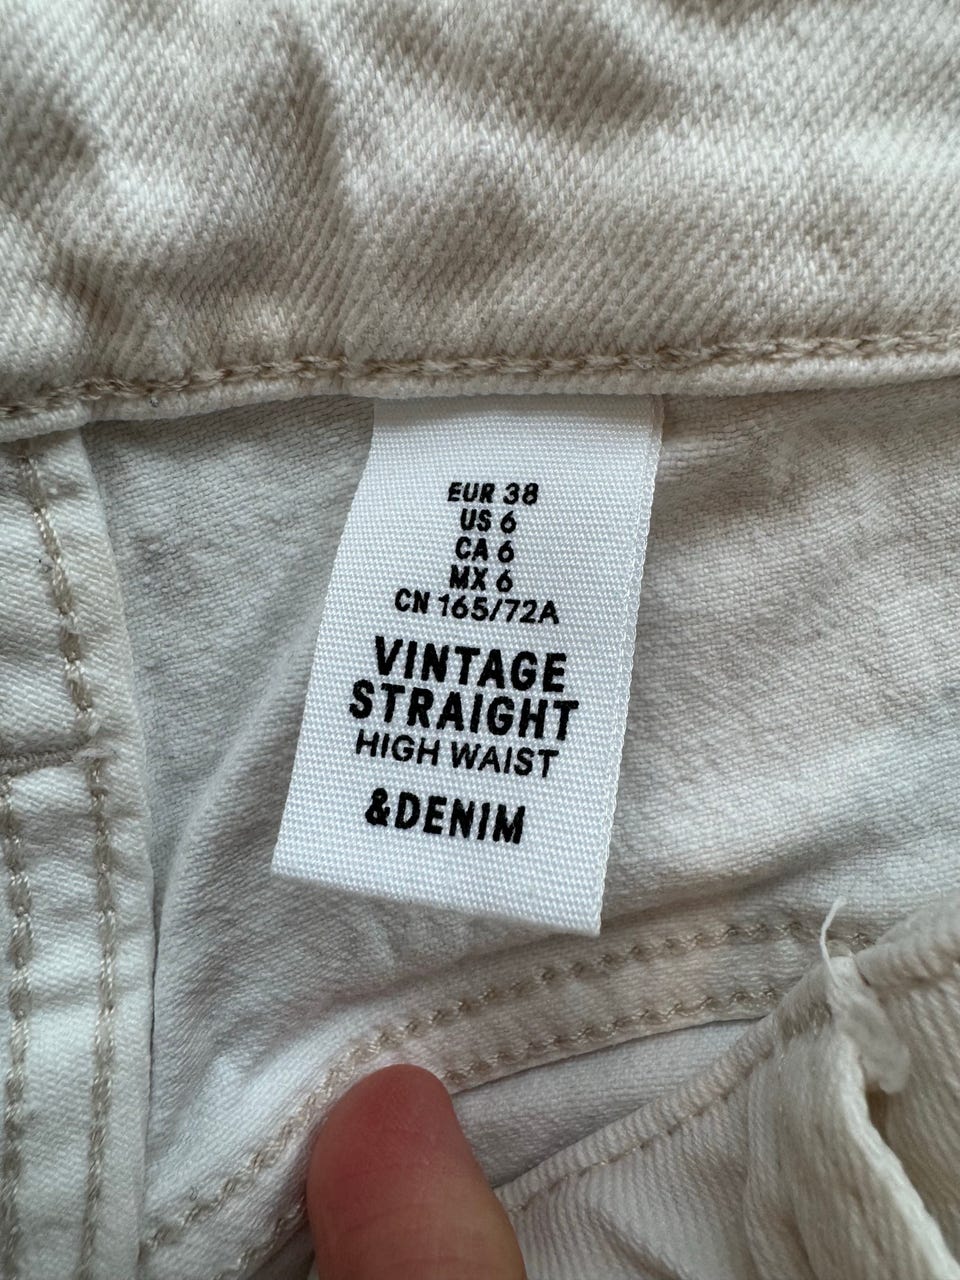 EUR 38
US 6
CA 6
MX 6
CN 165/72A
VINTAGE
STRAIGHT
HIGH WAIST
&DENIM